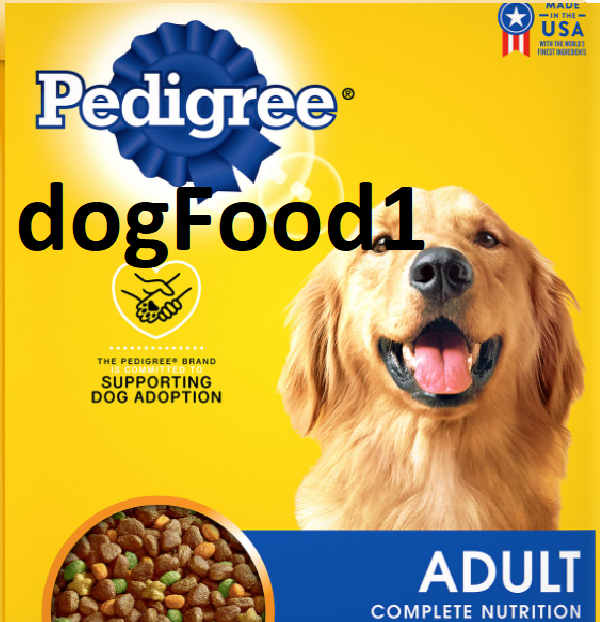 MADE
IN THE
USA
WITH THE WORLD'S
FINEST INGREDIENTS
Pedigree®
dogFood1
THE PEDIGREE® BRAND
IS COMMITTED TO
SUPPORTING
DOG ADOPTION
ADULT
COMPLETE NUTRITION